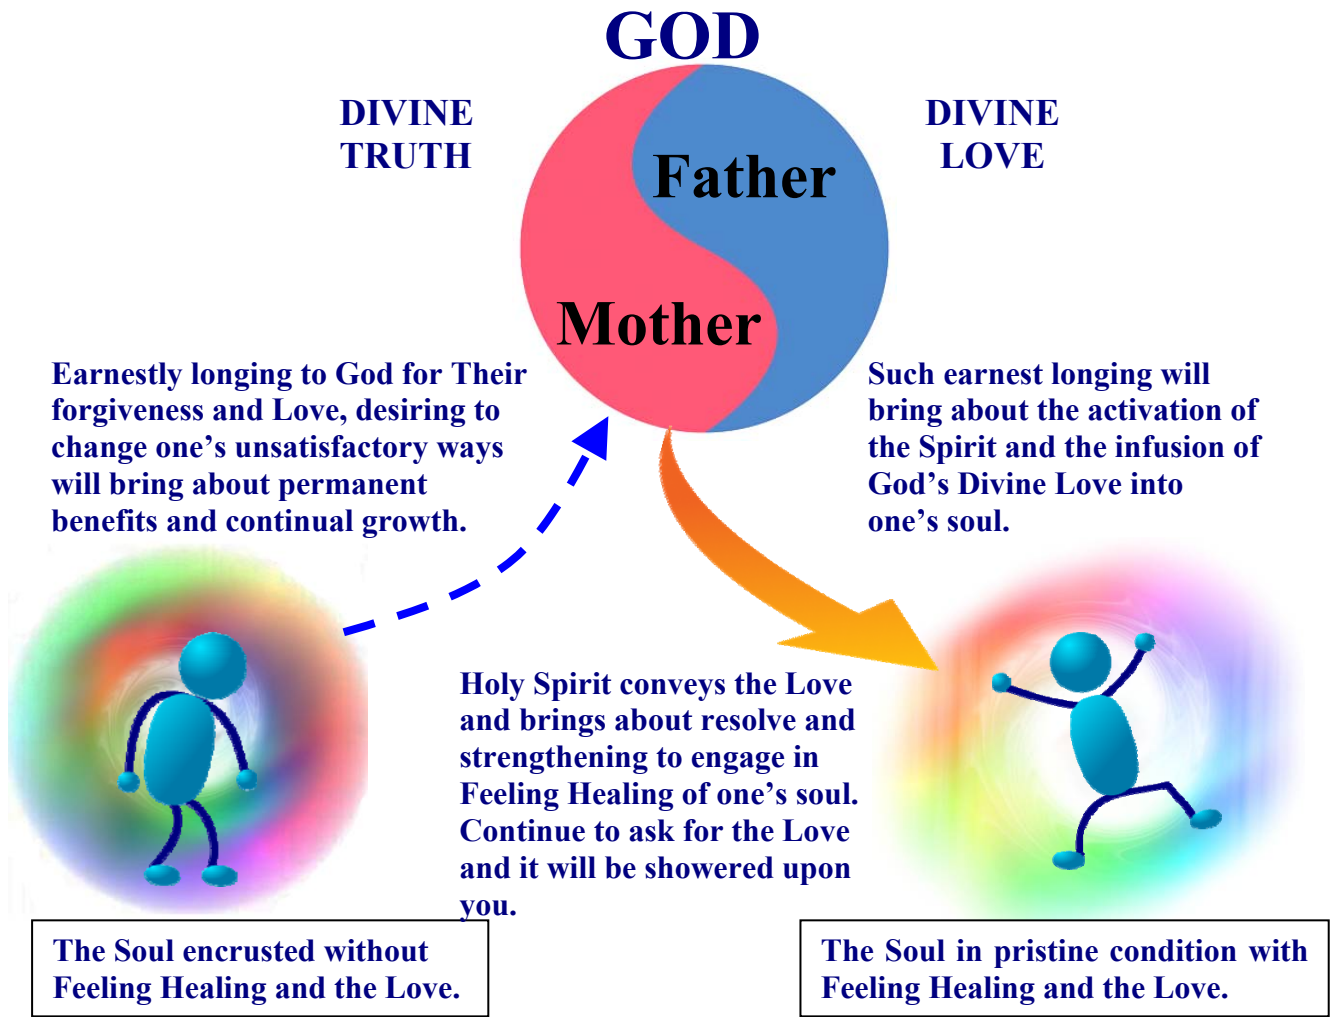 GOD
DIVINE
TRUTH
DIVINE
LOVE
Father
Mother
Earnestly longing to God for Their
forgiveness and Love, desiring to
change one’s unsatisfactory ways
will bring about permanent
benefits and continual growth.
Such earnest longing will
bring about the activation of
the Spirit and the infusion of
God’s Divine Love into
one’s soul.
Holy Spirit conveys the Love
and brings about resolve and
strengthening to engage in
Feeling Healing of one’s soul.
Continue to ask for the Love
and it will be showered upon
you.
The Soul encrusted without
Feeling Healing and the Love.
The Soul in pristine condition with
Feeling Healing and the Love.